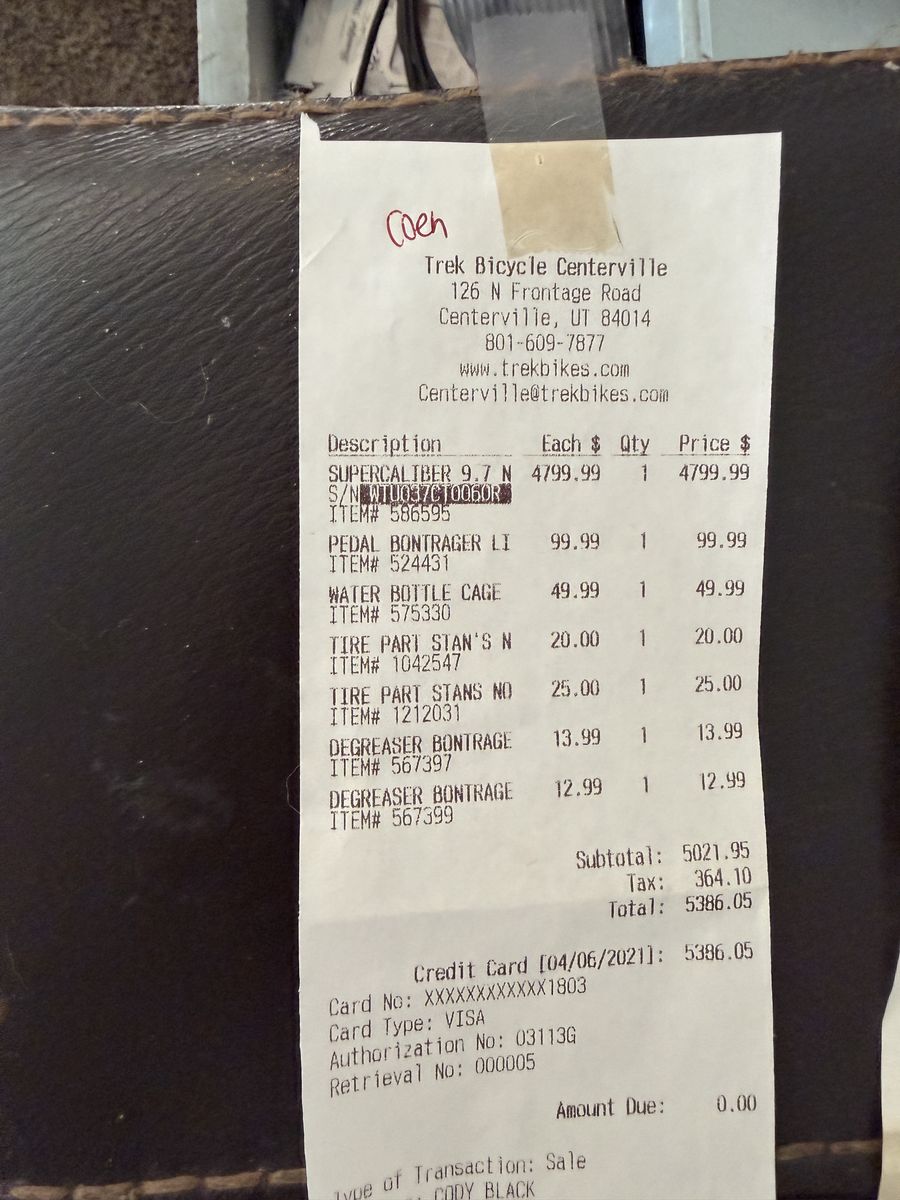 Coen
Trek Bicycle Centerville
126 N Frontage Road
Centerville, UT 84014
801-609-7877
www.trekbikes.com
Centerville@trekbikes.com
Description Each $ Qty Price $
SUPERCALIBER 9.7 N 4799.99 1 4799.99
S/N WTU037CT0060R
ITEM# 586595
PEDAL BONTRAGER LI 99.99 1 99.99
ITEM# 524431
WATER BOTTLE CAGE 49.99 1 49.99
ITEM# 575330
TIRE PART STAN'S N 20.00 1 20.00
ITEM# 1042547
TIRE PART STANS NO 25.00 1 25.00
ITEM# 1212031
DEGREASER BONTRAGE 13.99 1 13.99
ITEM# 567397
DEGREASER BONTRAGE 12.99 1 12.99
ITEM# 567399
Subtotal: 5021.95
Tax: 364.10
Total: 5386.05
Credit Card [04/06/2021]: 5386.05
Card No: XXXXXXXXXXXX1803
Card Type: VISA
Authorization No: 03113G
Retrieval No: 000005
Amount Due: 0.00
Type of Transaction: Sale
CODY BLACK